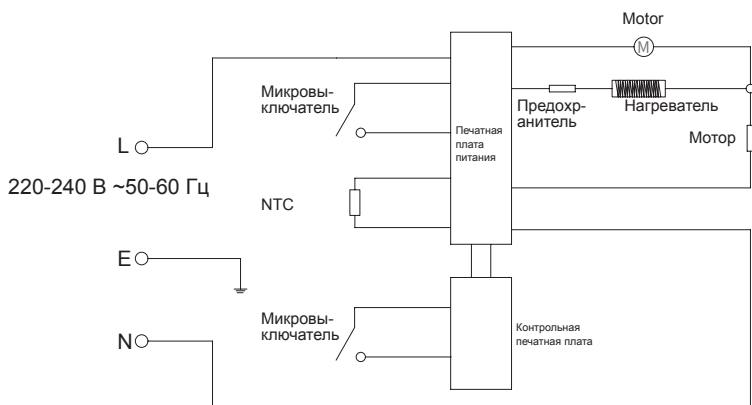 Motor
M
Микровы-
ключатель
Предохр-
анитель
Нагреватель
Печатная
плата
питания
Мотор
L
220-240 В ~50-60 Гц
NTC
E
Микровы-
ключатель
Контрольная
печатная плата
N